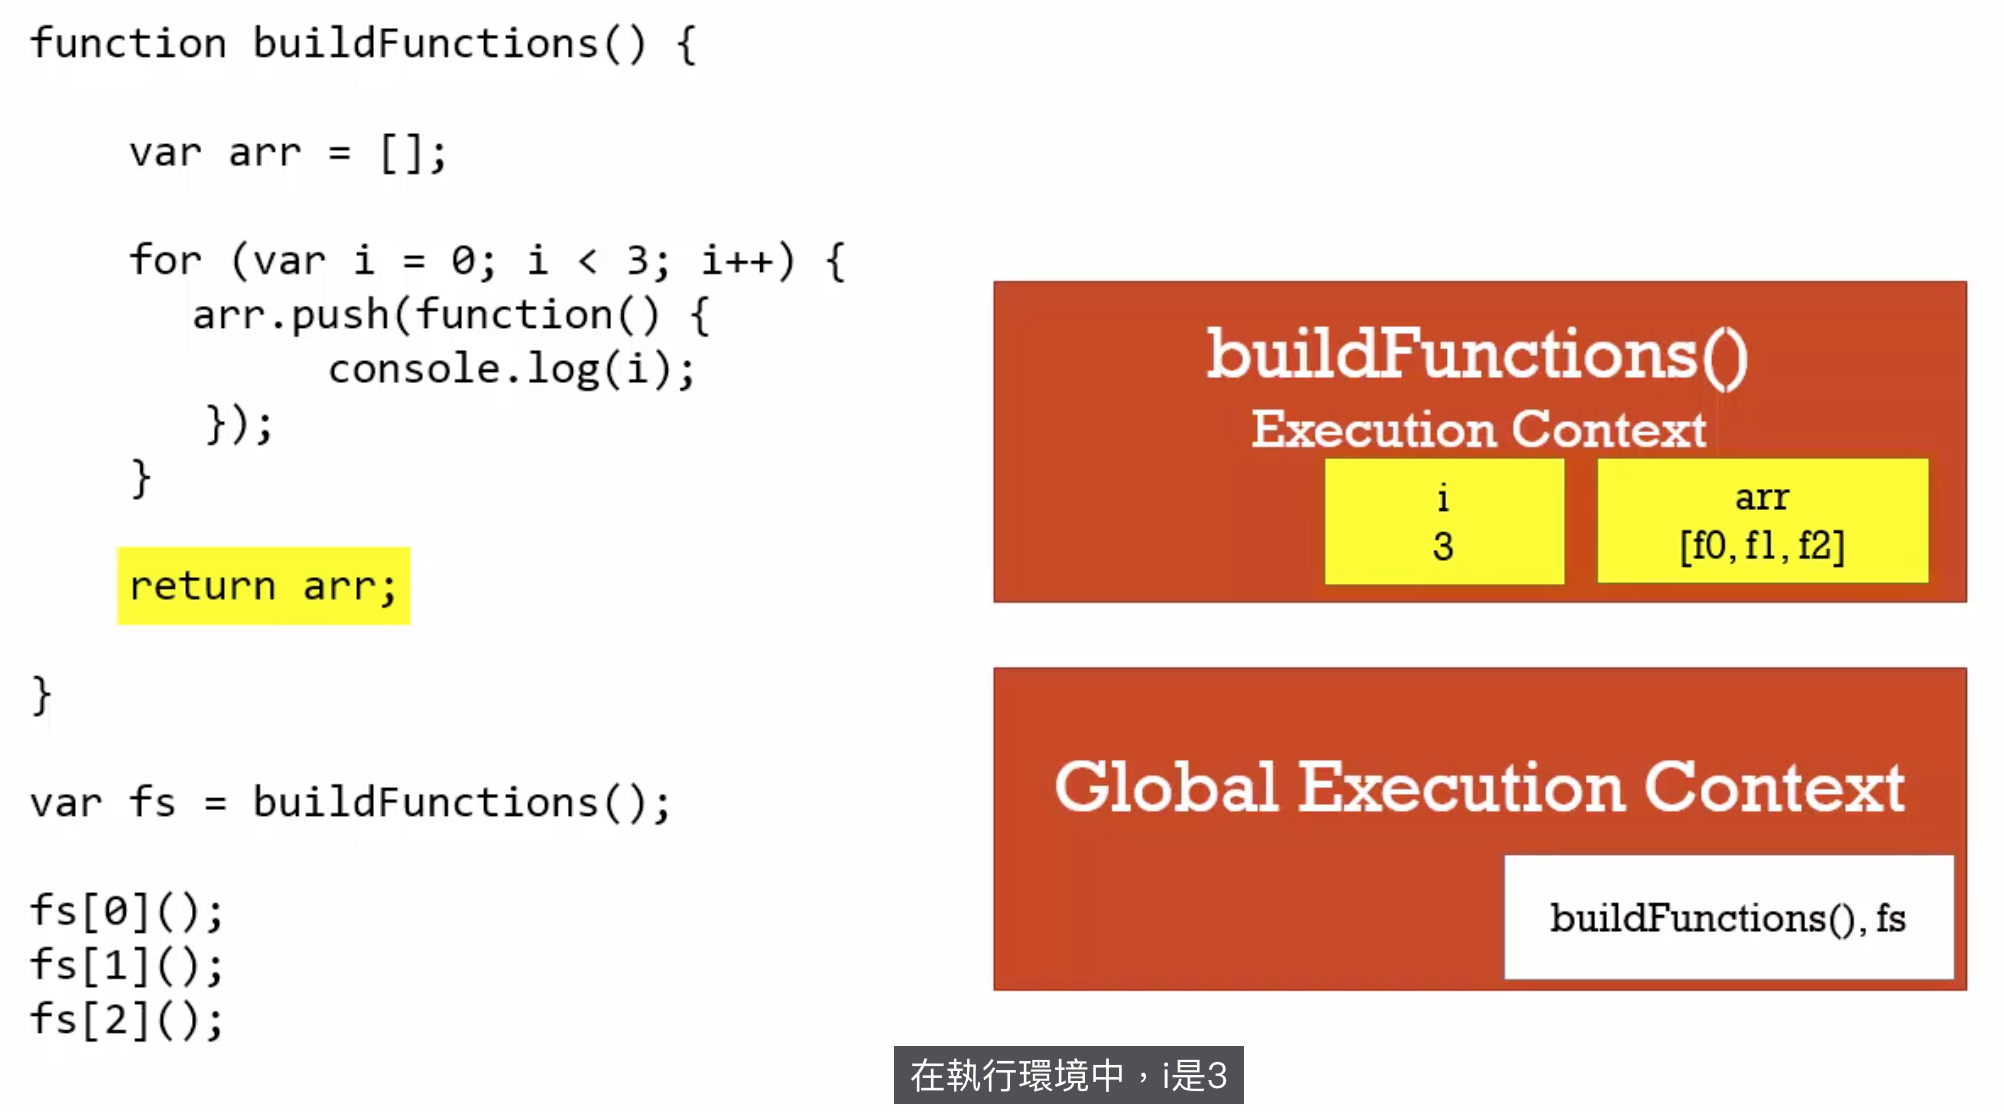 function buildFunctions() {
var arr = [];
for (var i = 0; i < 3; i++) {
arr.push(function() {
console.log(i);
});
}
return arr;
}
var fs = buildFunctions();
fs[0]();
fs[1]();
fs[2]();
buildFunctions()
Execution Context
i
3
arr
[f0, f1, f2]
Global Execution Context
buildFunctions(), fs
在執行環境中，i是3